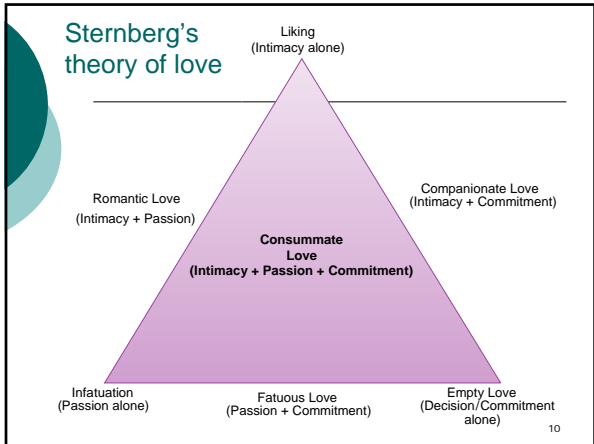 Sternberg's
theory of love
Liking
(Intimacy alone)
Romantic Love
(Intimacy + Passion)
Companionate Love
(Intimacy + Commitment)
Consummate
Love
(Intimacy + Passion + Commitment)
Infatuation
(Passion alone)
Fatuous Love
(Passion + Commitment)
Empty Love
(Decision/Commitment
alone)
10